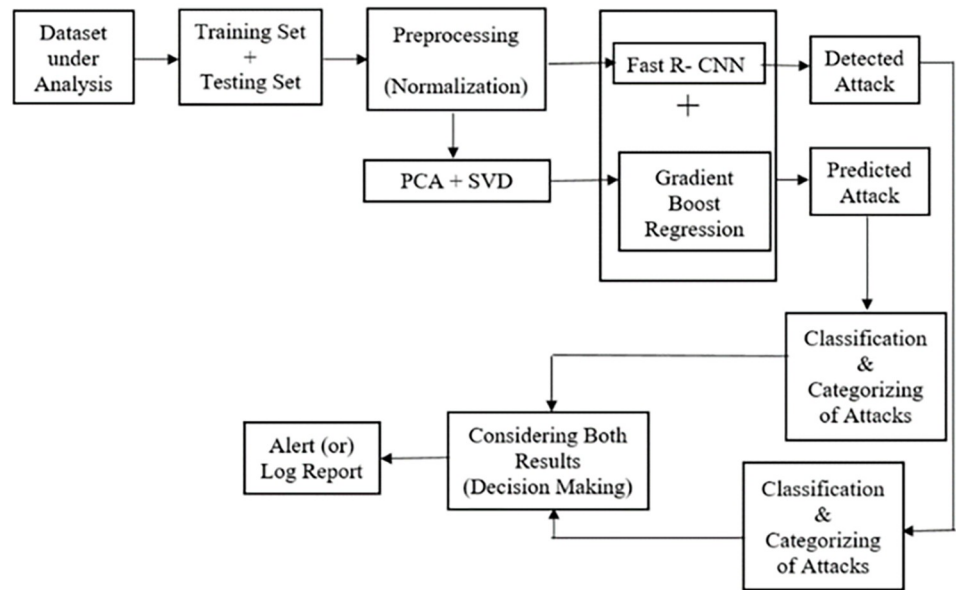 Dataset
under
Analysis
Training Set
+
Testing Set
Preprocessing
(Normalization)
Fast R- CNN
+
Detected
Attack
PCA + SVD
Gradient
Boost
Regression
Predicted
Attack
Classification
&
Categorizing
of Attacks
Alert (or)
Log Report
Considering Both
Results
(Decision Making)
Classification
&
Categorizing
of Attacks